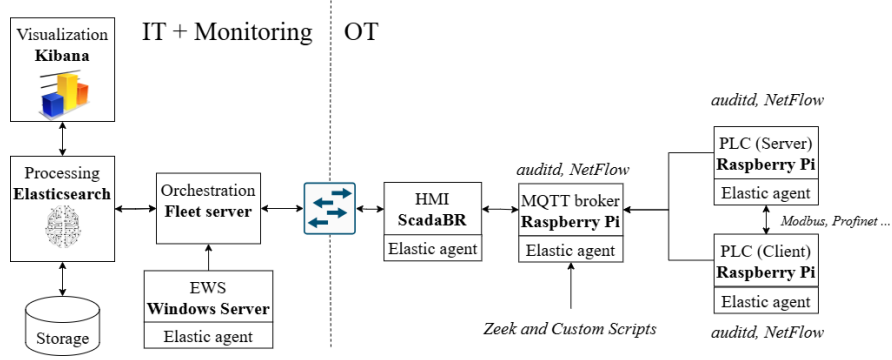 IT + Monitoring
OT
Visualization
Kibana
Processing
Elasticsearch
Storage
Orchestration
Fleet server
EWS
Windows Server
Elastic agent
HMI
ScadaBR
Elastic agent
auditd, NetFlow
MQTT broker
Raspberry Pi
Elastic agent
Zeek and Custom Scripts
auditd, NetFlow
PLC (Server)
Raspberry Pi
Elastic agent
Modbus, Profinet ...
PLC (Client)
Raspberry Pi
Elastic agent
auditd, NetFlow